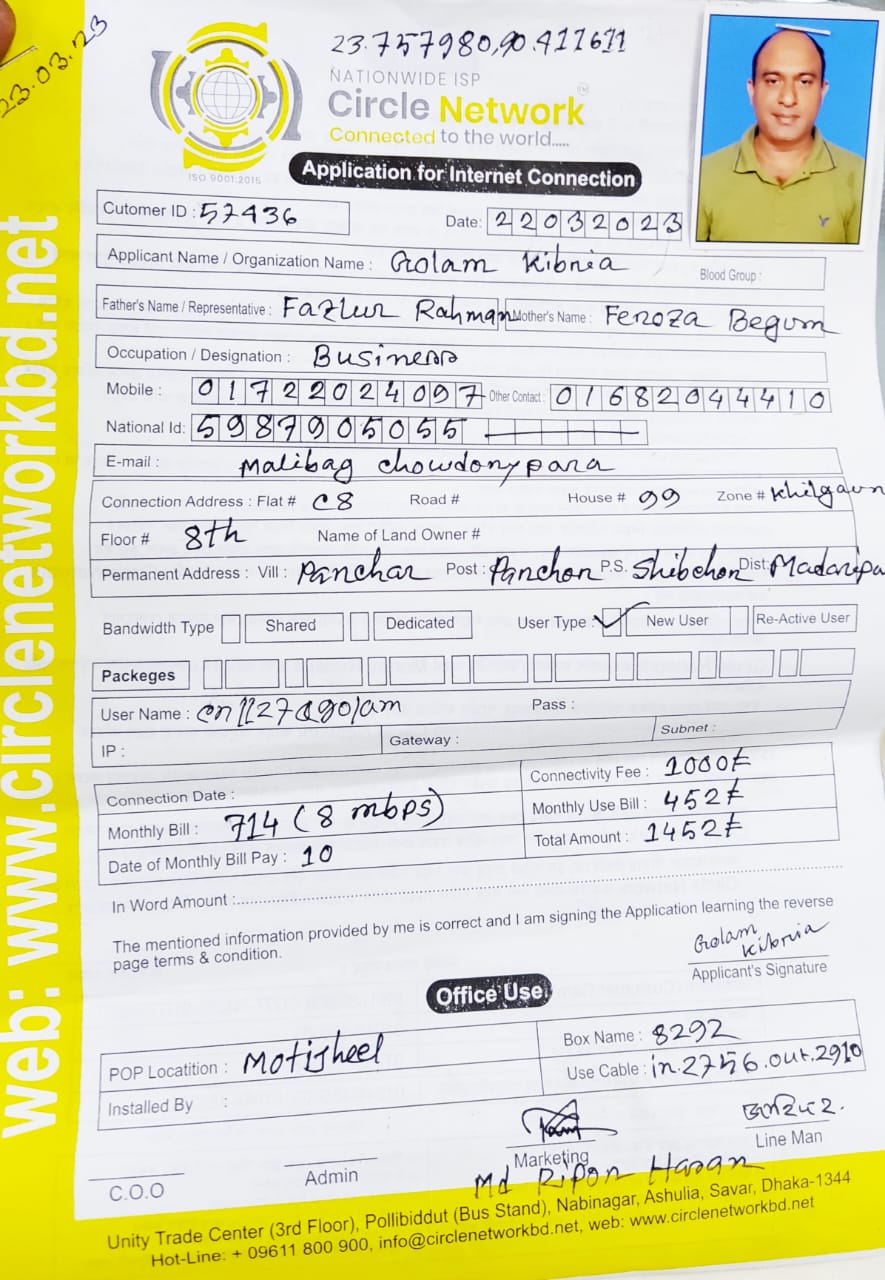 23.03.23
23.757980,90.411611
NATIONWIDE ISP
Circle Network
Connected to the world.....
ISO 9001:2015
Application for Internet Connection
Cutomer ID : 57436
Date: 22032023
Applicant Name / Organization Name : Golam Kibria
Blood Group :
Father's Name / Representative : Fazlur Rahman Mother's Name : Feroza Begum
Occupation / Designation : Business
Mobile : 01722024097 Other Contact : 01682044410
National Id: 5987905055
E-mail : Malibag Chowdonypara
Connection Address : Flat # C8 Road # House # 99 Zone # Khilgaun
Floor # 8th Name of Land Owner #
Permanent Address : Vill : Panchar Post : Panchon P.S. Shibchon Dist: Madaripa
Bandwidth Type Shared Dedicated User Type : ✓ New User Re-Active User
Packeges
User Name : cn1127@golam Pass :
IP : Gateway : Subnet :
Connection Date :
Connectivity Fee : 1000৳
Monthly Bill : 714 (8 mbps)
Monthly Use Bill : 452৳
Date of Monthly Bill Pay : 10
Total Amount : 1452৳
In Word Amount :
The mentioned information provided by me is correct and I am signing the Application learning the reverse
page terms & condition.
Golam
Kibria
Applicant's Signature
Office Use.
POP Locatition : Motijheel
Box Name : 8292
Installed By :
Use Cable : in.2756.out.2910
C.O.O
Admin
Marketing
Line Man
Md Ripon Hasan
Unity Trade Center (3rd Floor), Pollibiddut (Bus Stand), Nabinagar, Ashulia, Savar, Dhaka-1344
Hot-Line: + 09611 800 900, info@circlenetworkbd.net, web: www.circlenetworkbd.net
web: www.circlenetworkbd.net